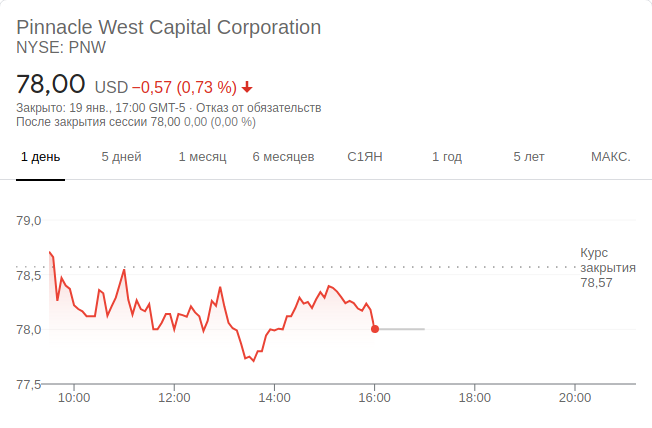 Pinnacle West Capital Corporation
NYSE: PNW
78,00 USD −0,57 (0,73 %)
Закрыто: 19 янв., 17:00 GMT-5 · Отказ от обязательств
После закрытия сессии 78,00 0,00 (0,00 %)
1 день 5 дней 1 месяц 6 месяцев С1ЯН 1 год 5 лет МАКС.
79,0
Курс
закрытия
78,57
78,5
78,0
77,5
10:00 12:00 14:00 16:00 18:00 20:00